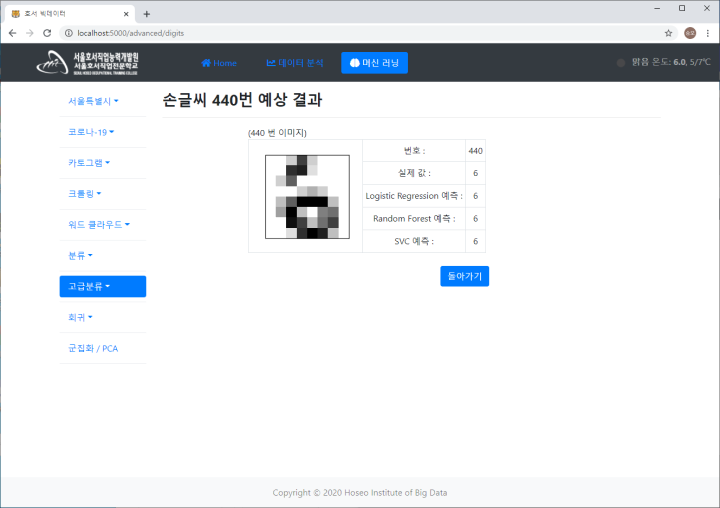 호서 빅데이터
localhost:5000/advanced/digits
서울호서직업능력개발원
서울호서직업전문학교
SEOUL HOSEO OCCUPATIONAL TRAINING COLLEGE
Home
데이터 분석
머신 러닝
맑음 온도: 6.0, 5/7℃
서울특별시
코로나-19
카토그램
크롤링
워드 클라우드
분류
고급분류
회귀
군집화 / PCA
손글씨 440번 예상 결과
(440 번 이미지)
번호 : 440
실제 값 : 6
Logistic Regression 예측 : 6
Random Forest 예측 : 6
SVC 예측 : 6
돌아가기
Copyright © 2020 Hoseo Institute of Big Data